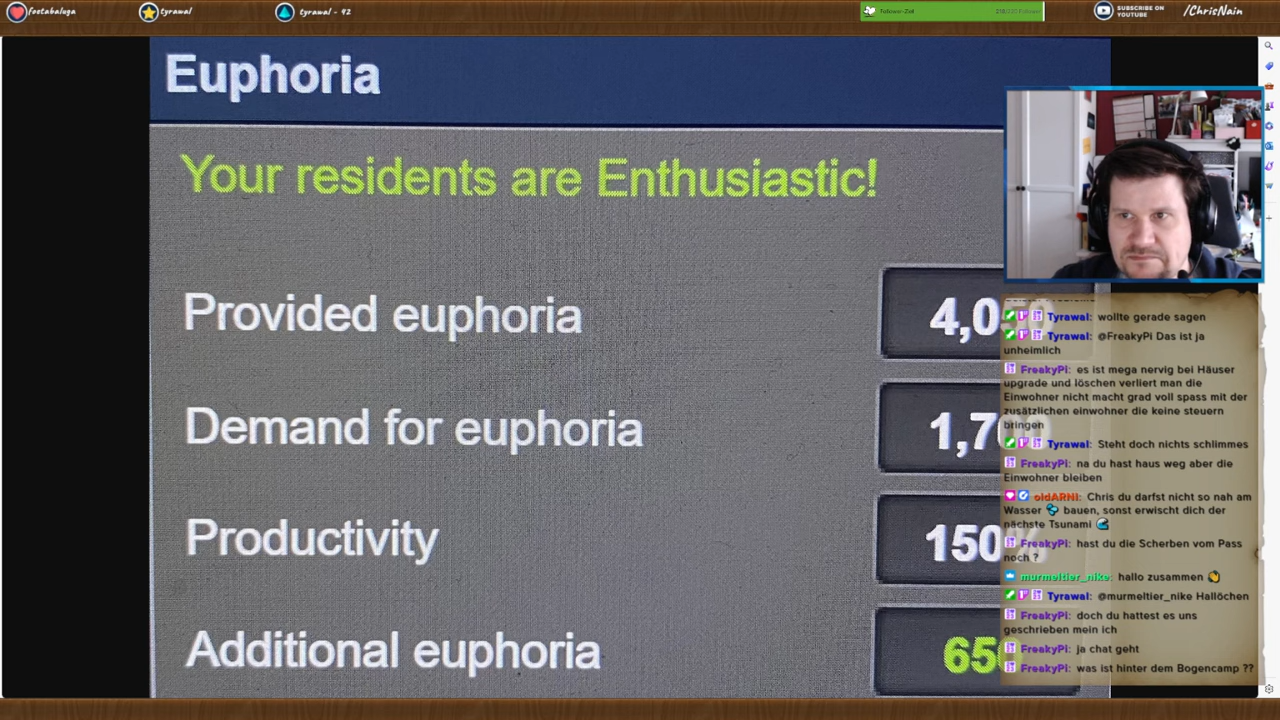 foetabaluga
tyrawal
tyrawal - 42
Follower-Ziel
SUBSCRIBE ON
YOUTUBE
/ChrisNain
Euphoria
Your residents are Enthusiastic!
Provided euphoria
4,0
Demand for euphoria
1,7
Productivity
150
Additional euphoria
65
Tyrawal: wollte gerade sagen
Tyrawal: @FreakyPi Das ist ja
unheimlich
FreakyPi: es ist mega nervig bei Häuser
upgrade und löschen verliert man die
Einwohner nicht macht grad voll spass mit der
zusätzlichen einwohner die keine steuern
bringen
Tyrawal: Steht doch nichts schlimmes
FreakyPi: na du hast haus weg aber die
Einwohner bleiben
oldARNI: Chris du darfst nicht so nah am
Wasser bauen, sonst erwischt dich der
nächste Tsunami
FreakyPi: hast du die Scherben vom Pass
noch ?
murmeltier_nike: hallo zusammen
Tyrawal: @murmeltier_nike Hallöchen
FreakyPi: doch du hattest es uns
geschrieben mein ich
FreakyPi: ja chat geht
FreakyPi: was ist hinter dem Bogencamp ??